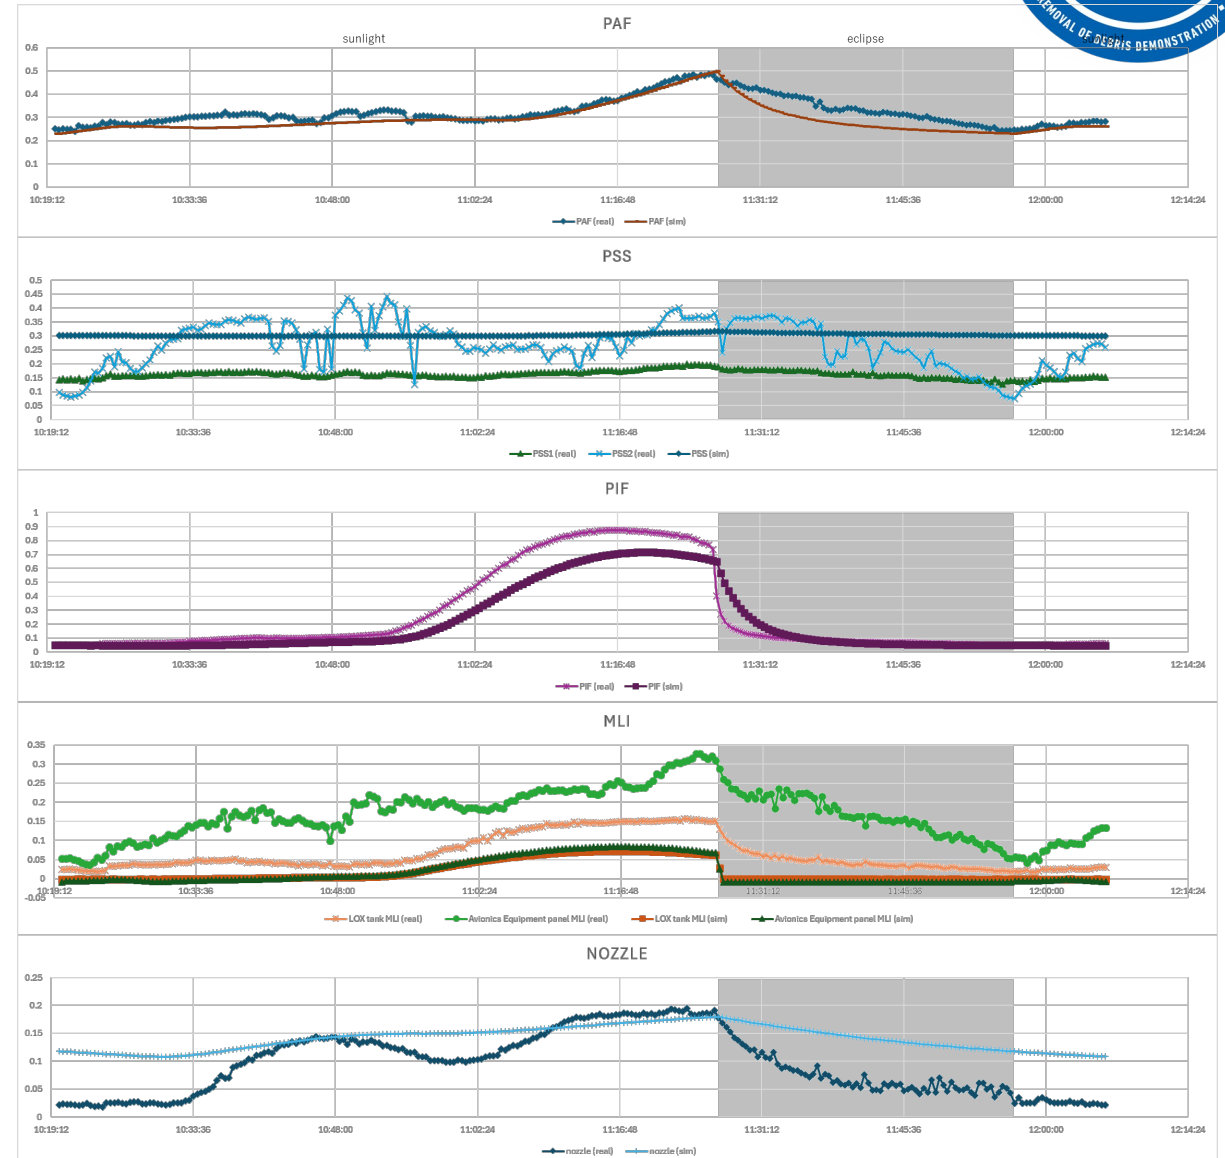 PAF
REMOVAL OF DEBRIS DEMONSTRATION •
sunlight
eclipse
sunlight
0.6
0.5
0.4
0.3
0.2
0.1
0
10:19:12 10:33:36 10:48:00 11:02:24 11:16:48 11:31:12 11:45:36 12:00:00 12:14:24
PAF (real) PAF (sim)
PSS
0.5
0.45
0.4
0.35
0.3
0.25
0.2
0.15
0.1
0.05
0
10:19:12 10:33:36 10:48:00 11:02:24 11:16:48 11:31:12 11:45:36 12:00:00 12:14:24
PSS1 (real) PSS2 (real) PSS (sim)
PIF
1
0.9
0.8
0.7
0.6
0.5
0.4
0.3
0.2
0.1
0
10:19:12 10:33:36 10:48:00 11:02:24 11:16:48 11:31:12 11:45:36 12:00:00 12:14:24
PIF (real) PIF (sim)
MLI
0.35
0.3
0.25
0.2
0.15
0.1
0.05
0
10:19:12 10:33:36 10:48:00 11:02:24 11:16:48 11:31:12 11:45:36 12:00:00 12:14:24
-0.05
LOX tank MLI (real) Avionics Equipment panel MLI (real) LOX tank MLI (sim) Avionics Equipment panel MLI (sim)
NOZZLE
0.25
0.2
0.15
0.1
0.05
0
10:19:12 10:33:36 10:48:00 11:02:24 11:16:48 11:31:12 11:45:36 12:00:00 12:14:24
nozzle (real) nozzle (sim)